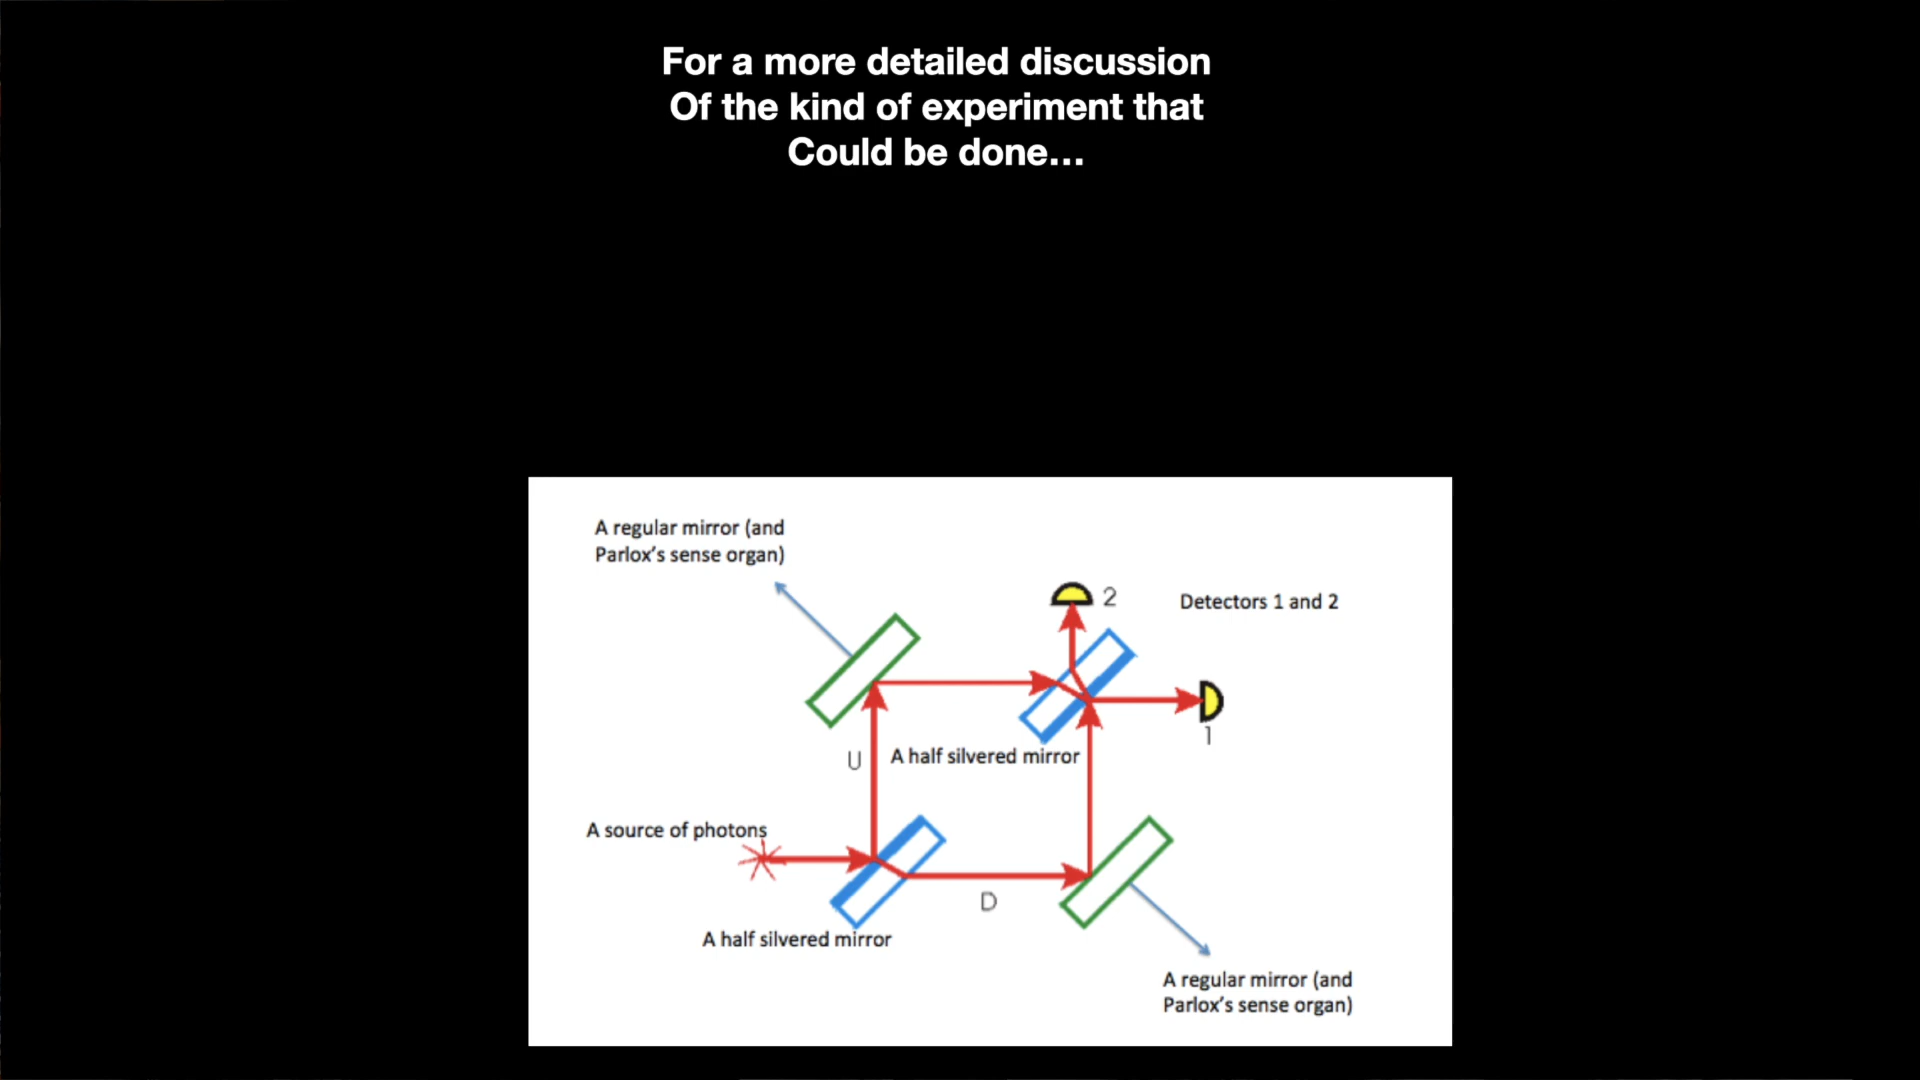 For a more detailed discussion
Of the kind of experiment that
Could be done...
A regular mirror (and
Parlox's sense organ)
2
Detectors 1 and 2
1
U
A half silvered mirror
A source of photons
D
A half silvered mirror
A regular mirror (and
Parlox's sense organ)